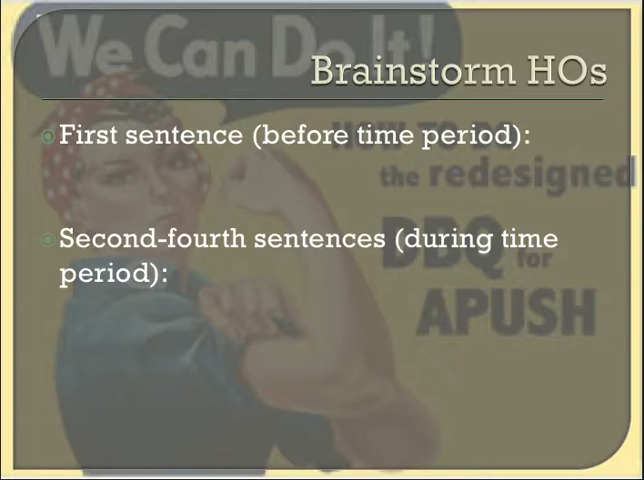 We Can Do It!
Brainstorm HOs
First sentence (before time period):
HOW TO DO
the redesigned
Second-fourth sentences (during time
period):
DBQ for
APUSH